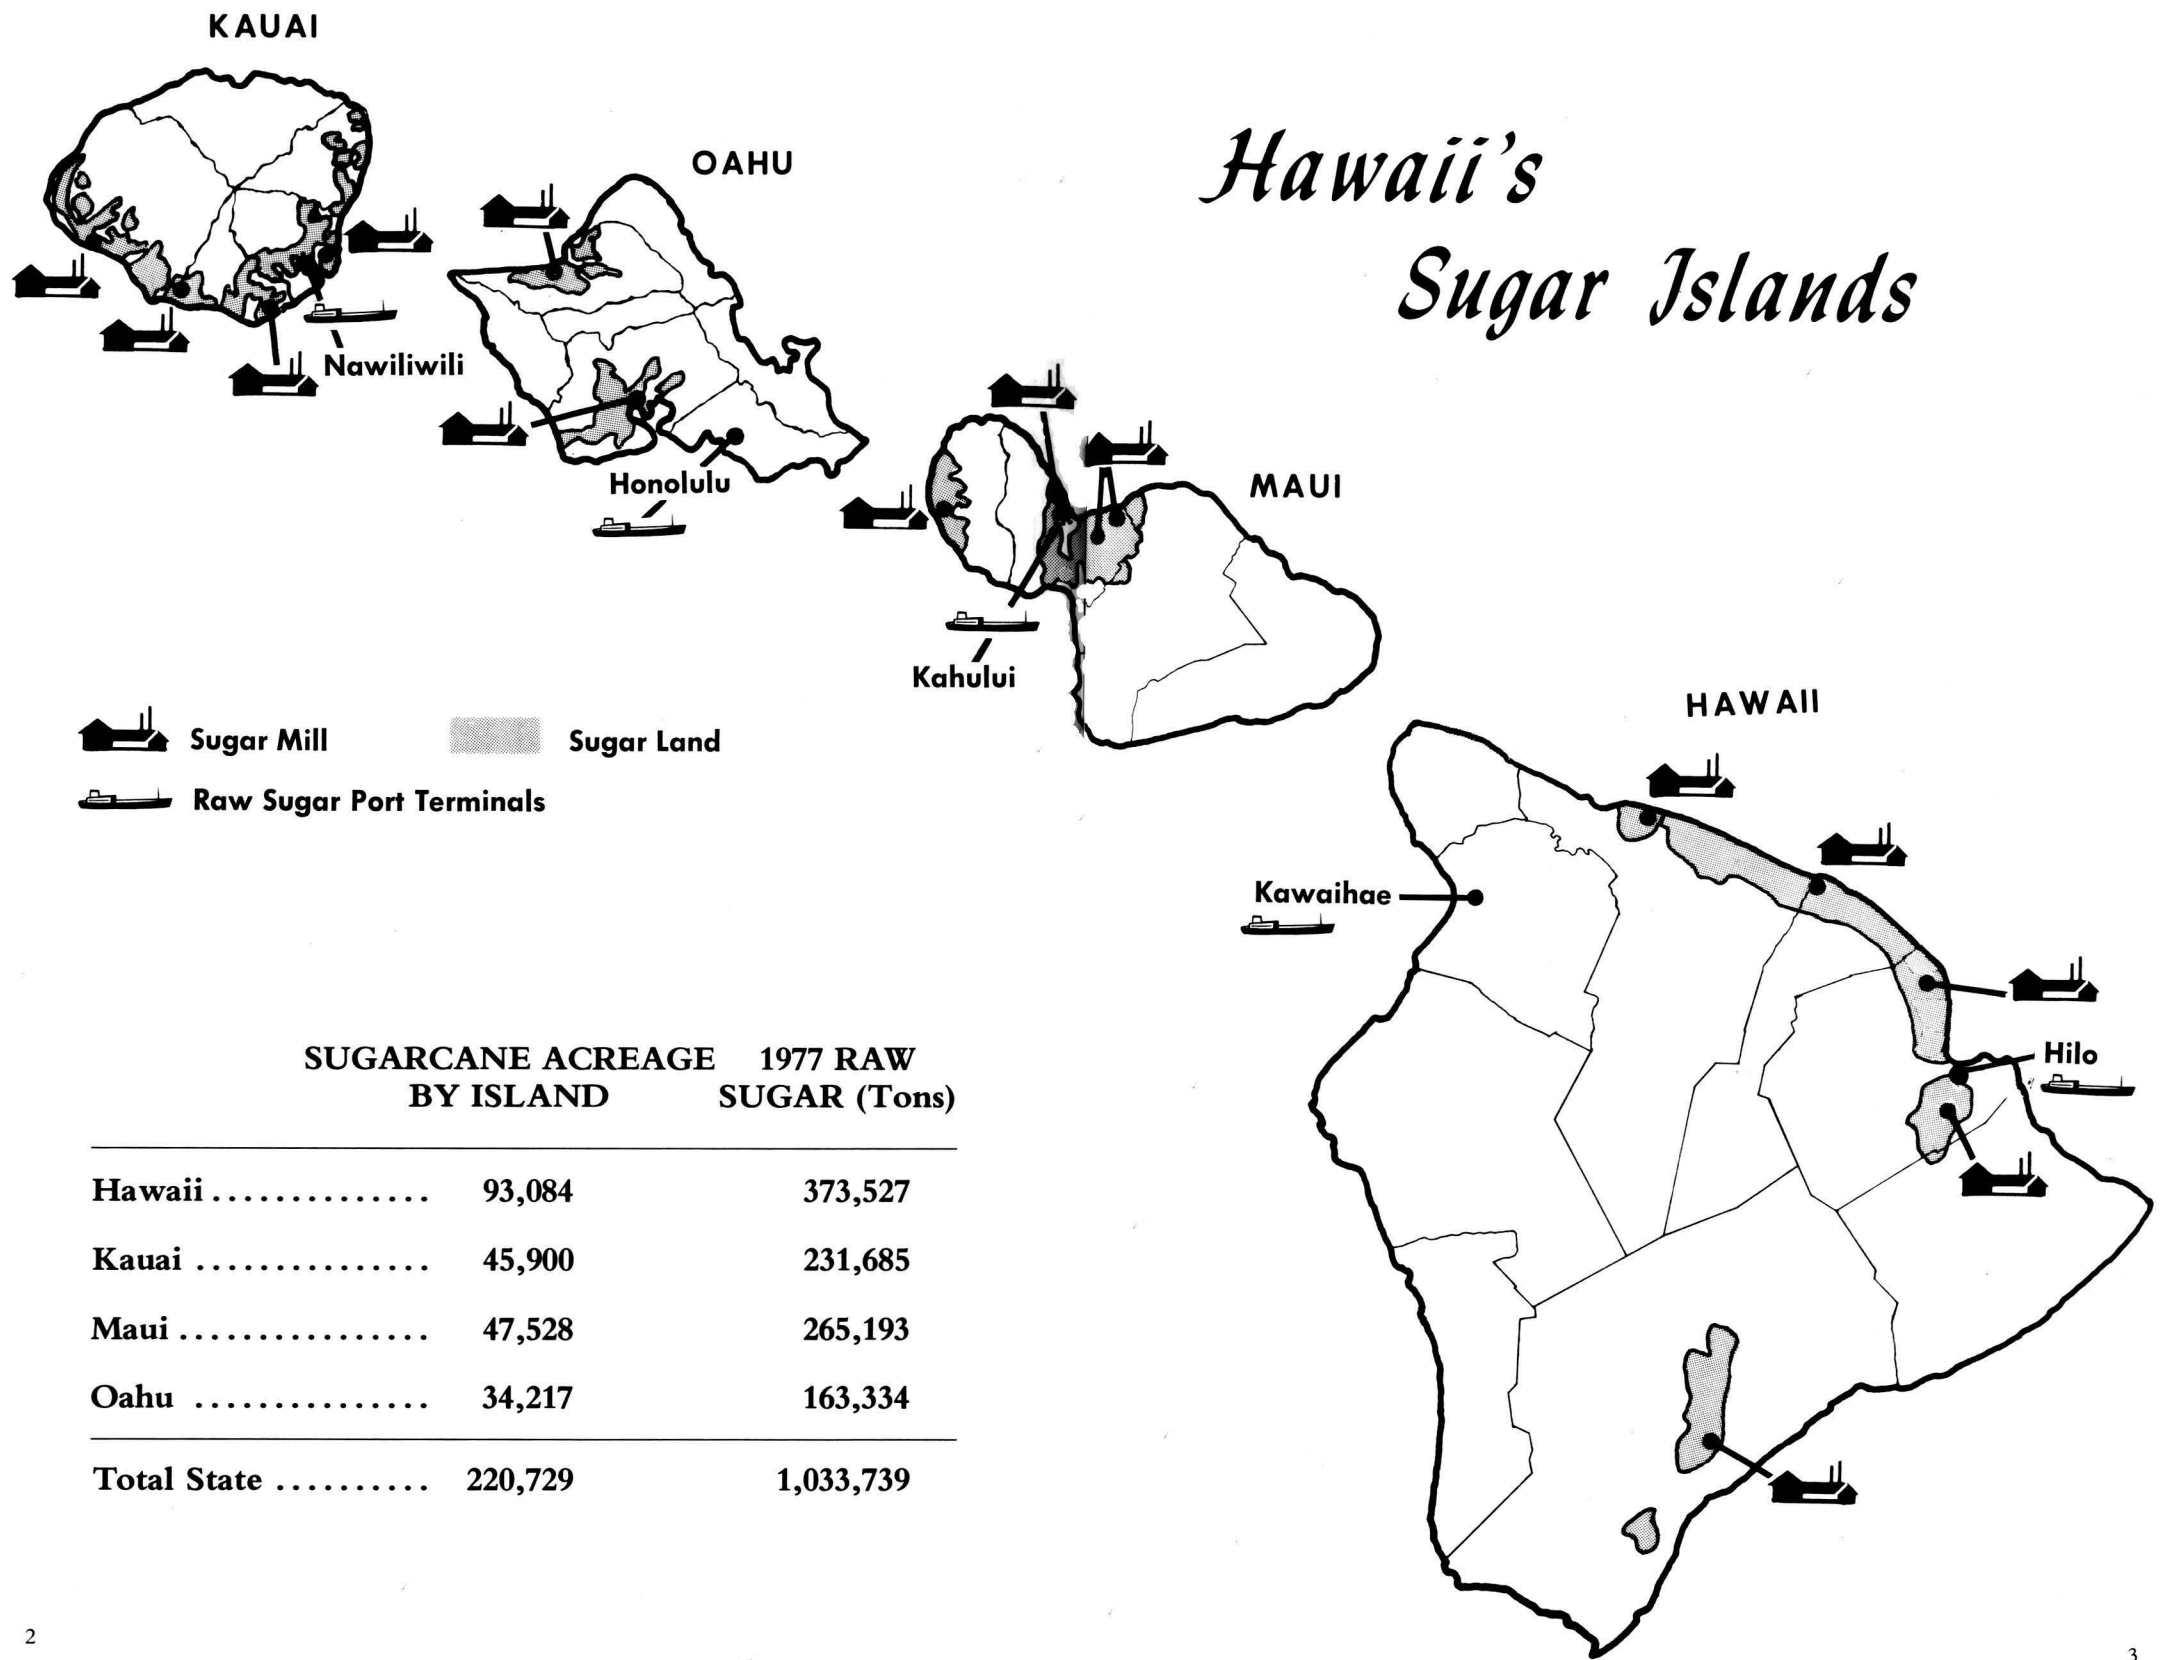 KAUAI
OAHU
Hawaii's
Sugar Islands
Nawiliwili
Honolulu
MAUI
Kahului
HAWAII
Sugar Mill
Sugar Land
Raw Sugar Port Terminals
Kawaihae
Hilo
SUGARCANE ACREAGE 1977 RAW
BY ISLAND SUGAR (Tons)
Hawaii .............. 93,084 373,527
Kauai ............... 45,900 231,685
Maui ................ 47,528 265,193
Oahu ............... 34,217 163,334
Total State .......... 220,729 1,033,739
2
3